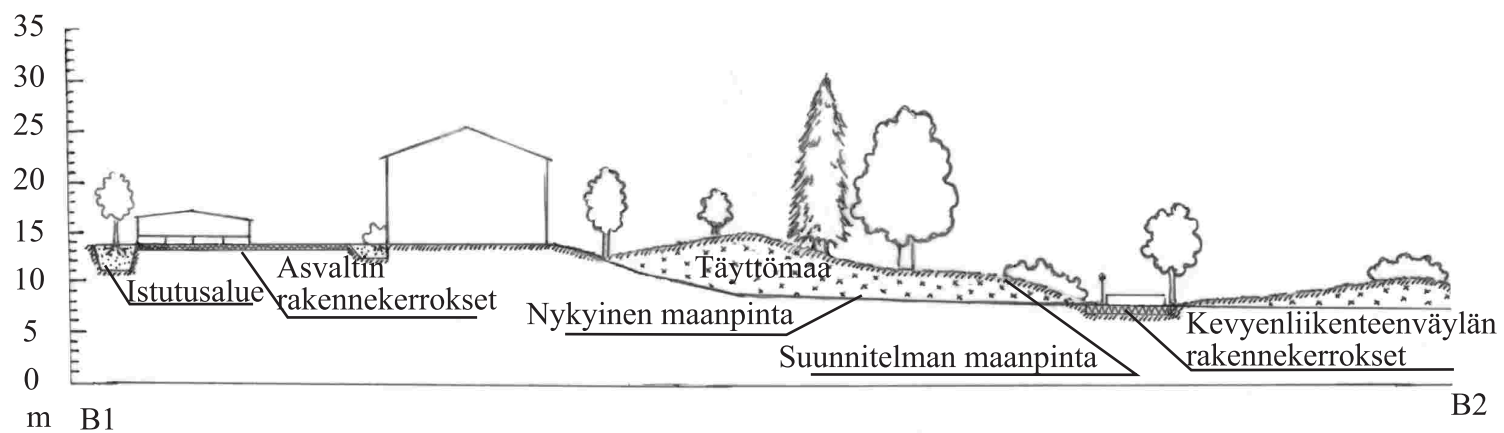 35
30
25
20
15
10
5
0
m
B1
B2
Istutusalue
Asvaltin
rakennekerrokset
Täyttömaa
Nykyinen maanpinta
Suunnitelman maanpinta
Kevyenliikenteenväylän
rakennekerrokset